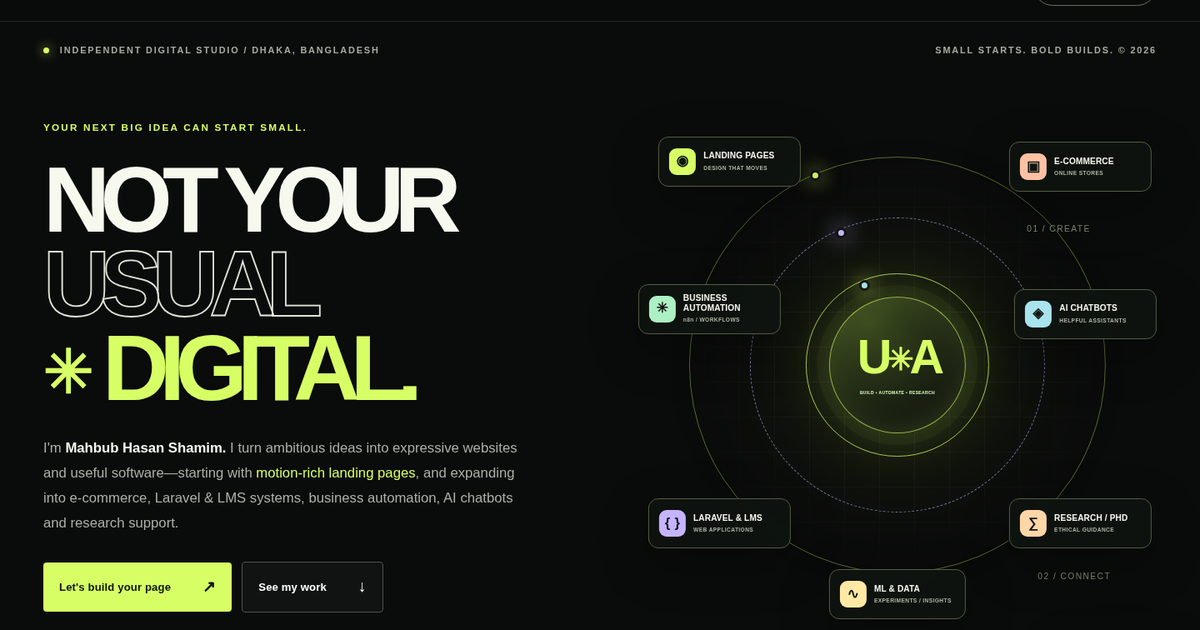 INDEPENDENT DIGITAL STUDIO / DHAKA, BANGLADESH
SMALL STARTS. BOLD BUILDS. © 2026
YOUR NEXT BIG IDEA CAN START SMALL.
NOT YOUR
USUAL
✳ DIGITAL.
I'm Mahbub Hasan Shamim. I turn ambitious ideas into expressive websites
and useful software—starting with motion-rich landing pages, and expanding
into e-commerce, Laravel & LMS systems, business automation, AI chatbots
and research support.
Let's build your page ↗
See my work ↓
LANDING PAGES
DESIGN THAT MOVES
E-COMMERCE
ONLINE STORES
01 / CREATE
BUSINESS
AUTOMATION
n8n / WORKFLOWS
AI CHATBOTS
HELPFUL ASSISTANTS
U✳A
BUILD • AUTOMATE • RESEARCH
{ } LARAVEL & LMS
WEB APPLICATIONS
∑ RESEARCH / PHD
ETHICAL GUIDANCE
02 / CONNECT
∿ ML & DATA
EXPERIMENTS / INSIGHTS